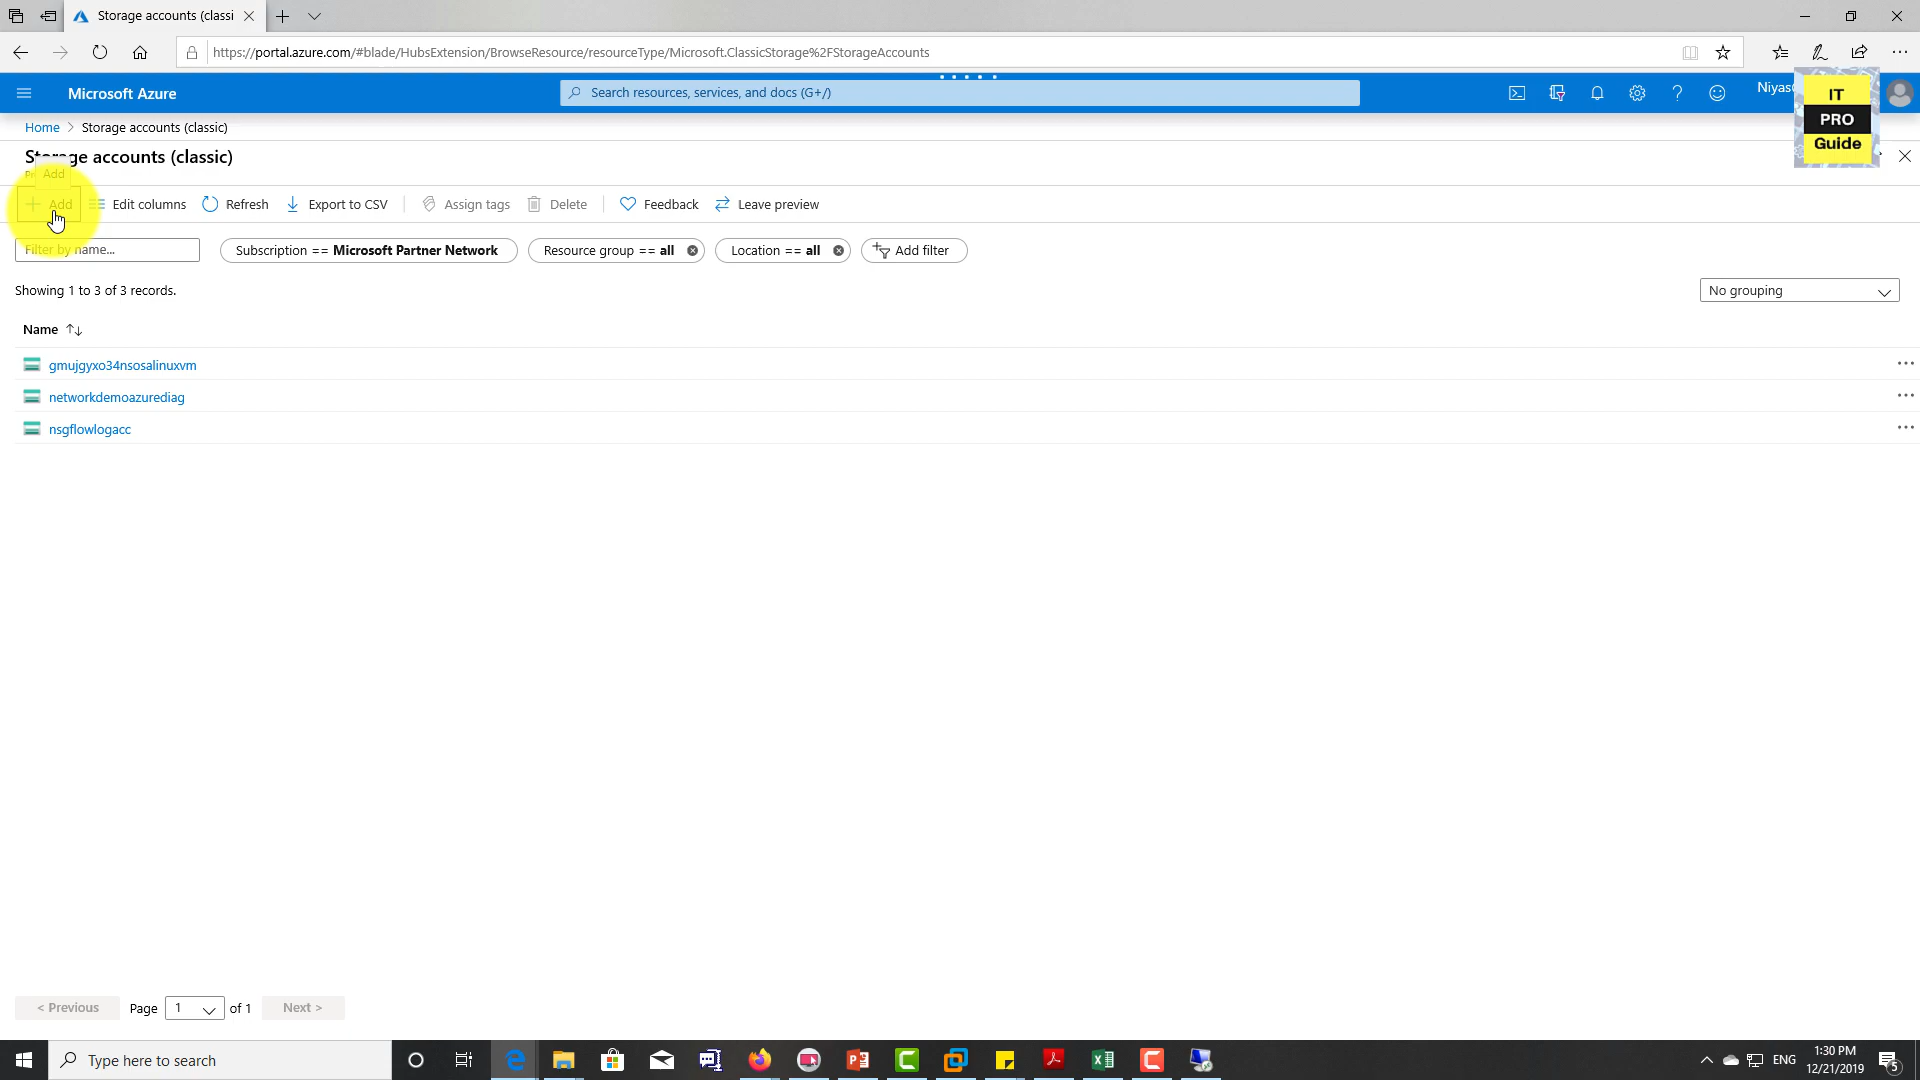 Storage accounts (classi
https://portal.azure.com/#blade/HubsExtension/BrowseResource/resourceType/Microsoft.ClassicStorage%2FStorageAccounts
Microsoft Azure
Search resources, services, and docs (G+/)
IT
PRO
Guide
Home > Storage accounts (classic)
Storage accounts (classic)
Add
Add
Edit columns
Refresh
Export to CSV
Assign tags
Delete
Feedback
Leave preview
Filter by name...
Subscription == Microsoft Partner Network
Resource group == all
Location == all
Add filter
Showing 1 to 3 of 3 records.
No grouping
Name
gmujgyxo34nsosalinuxvm
networkdemoazurediag
nsgflowlogacc
< Previous
Page 1 of 1
Next >
Type here to search
ENG
1:30 PM
12/21/2019
5